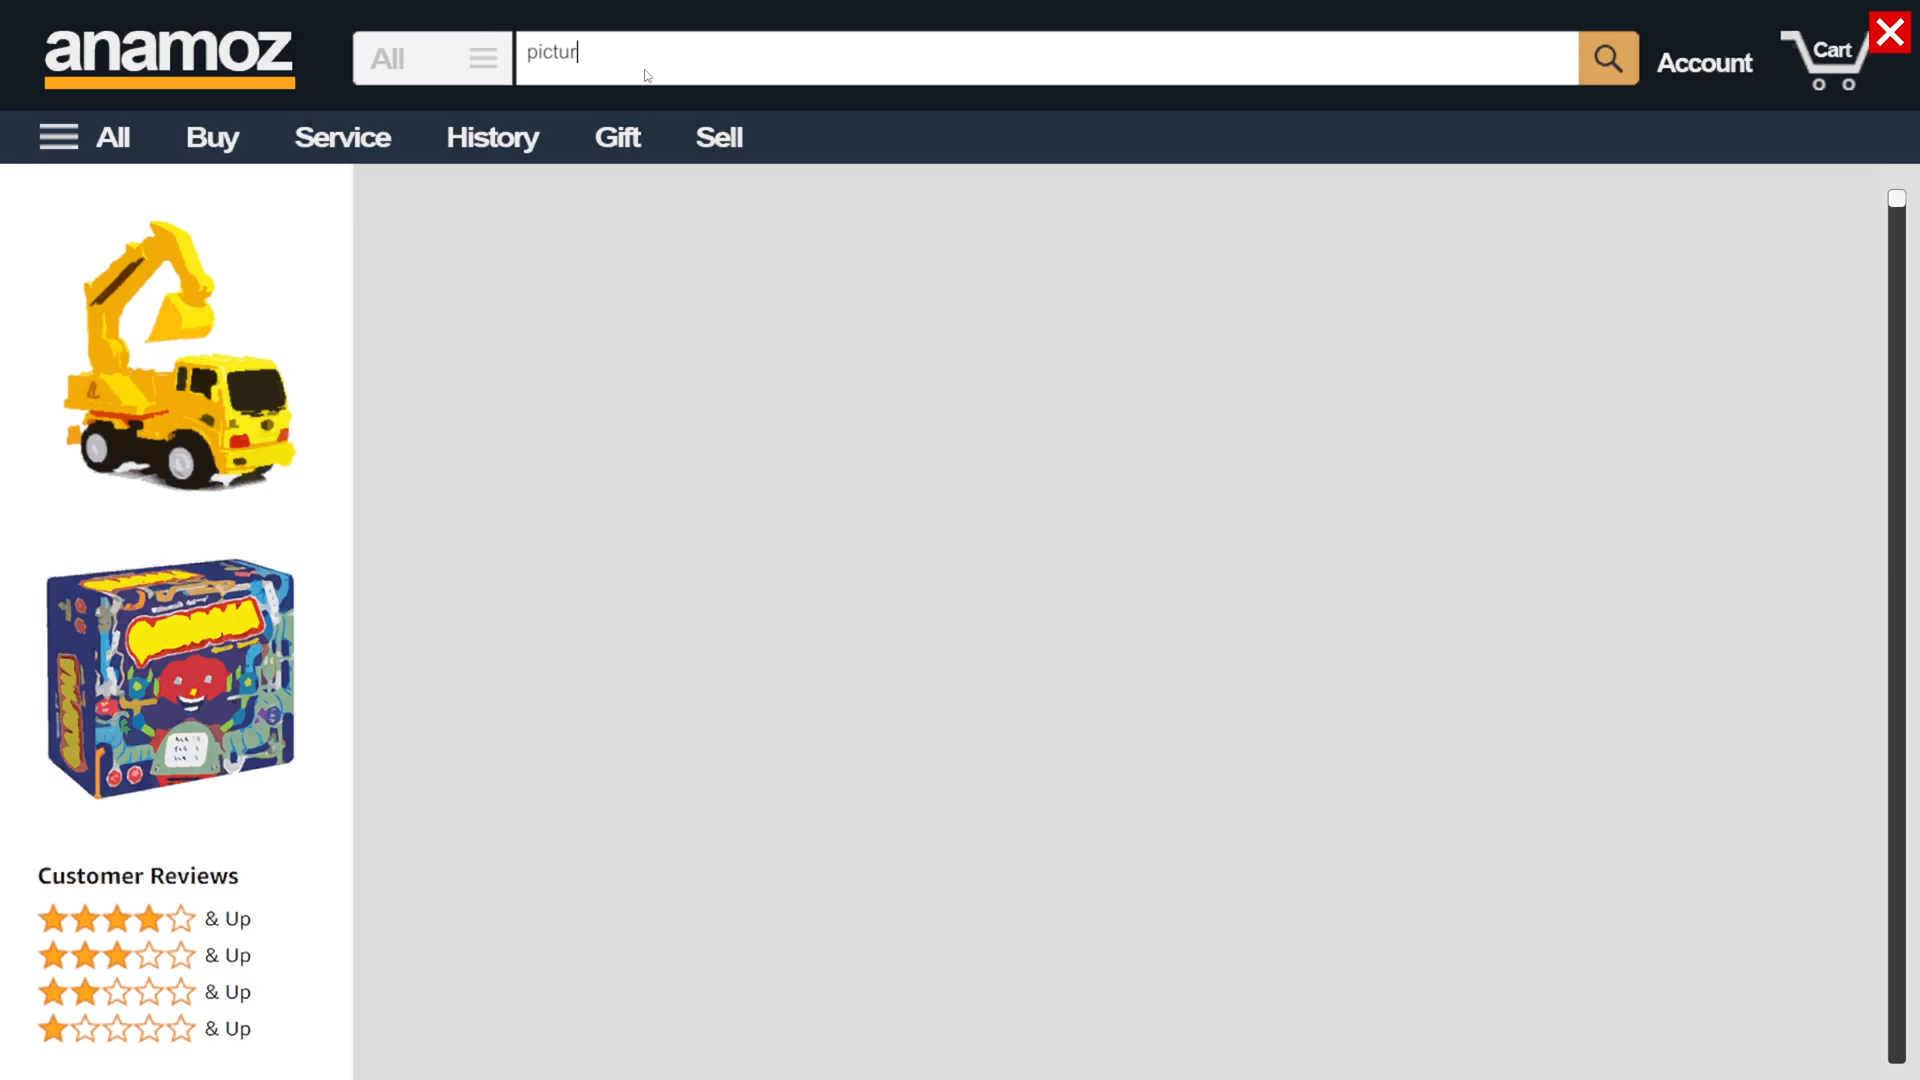 anamoz
All
pictur
Account
Cart
All
Buy
Service
History
Gift
Sell
Customer Reviews
& Up
& Up
& Up
& Up